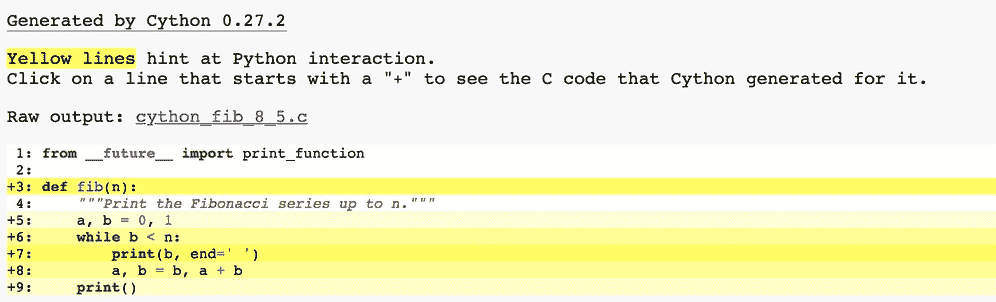 Generated by Cython 0.27.2
Yellow lines hint at Python interaction.
Click on a line that starts with a "+" to see the C code that Cython generated for it.
Raw output: cython_fib_8_5.c
 1: from __future__ import print_function
 2:
+3: def fib(n):
 4:     """Print the Fibonacci series up to n."""
+5:     a, b = 0, 1
+6:     while b < n:
+7:         print(b, end=' ')
+8:         a, b = b, a + b
+9:     print()